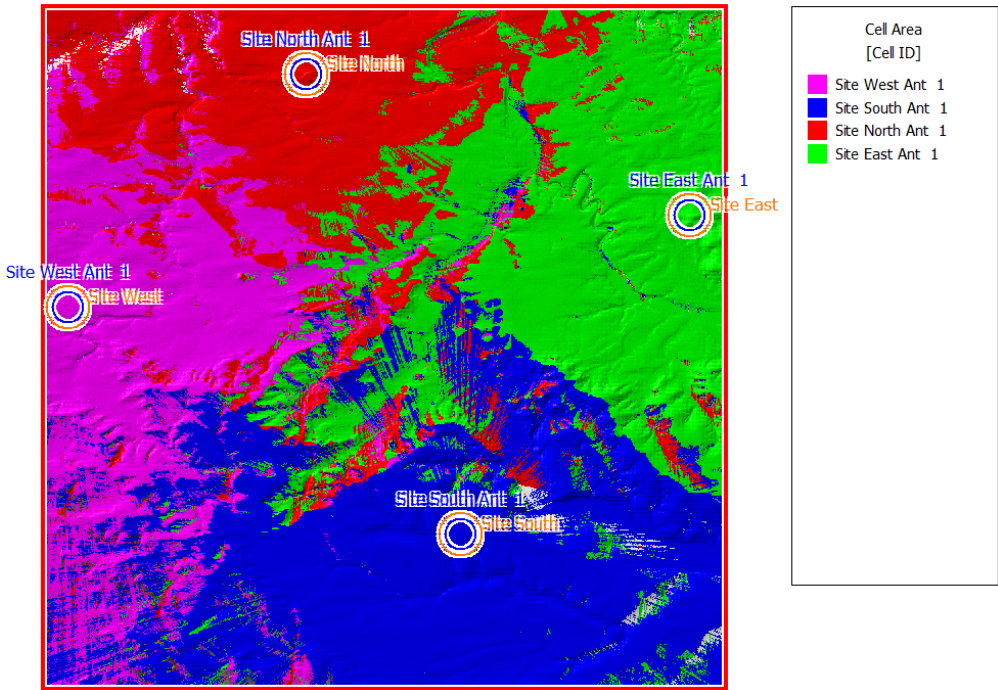 Site North Ant 1
Site North
Site East Ant 1
Site East
Site West Ant 1
Site West
Site South Ant 1
Site South
Cell Area
[Cell ID]
Site West Ant 1
Site South Ant 1
Site North Ant 1
Site East Ant 1